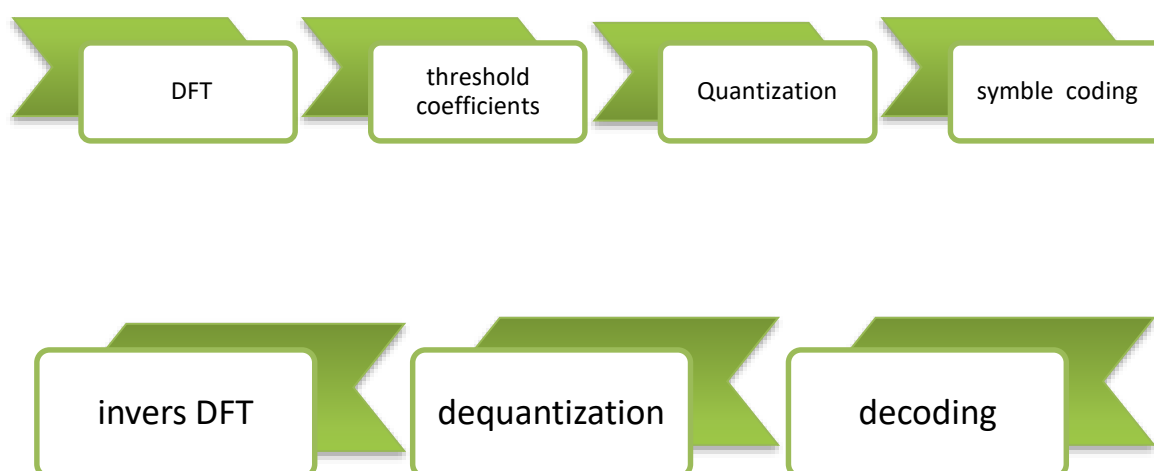 DFT
threshold
coefficients
Quantization
symble coding
invers DFT
dequantization
decoding